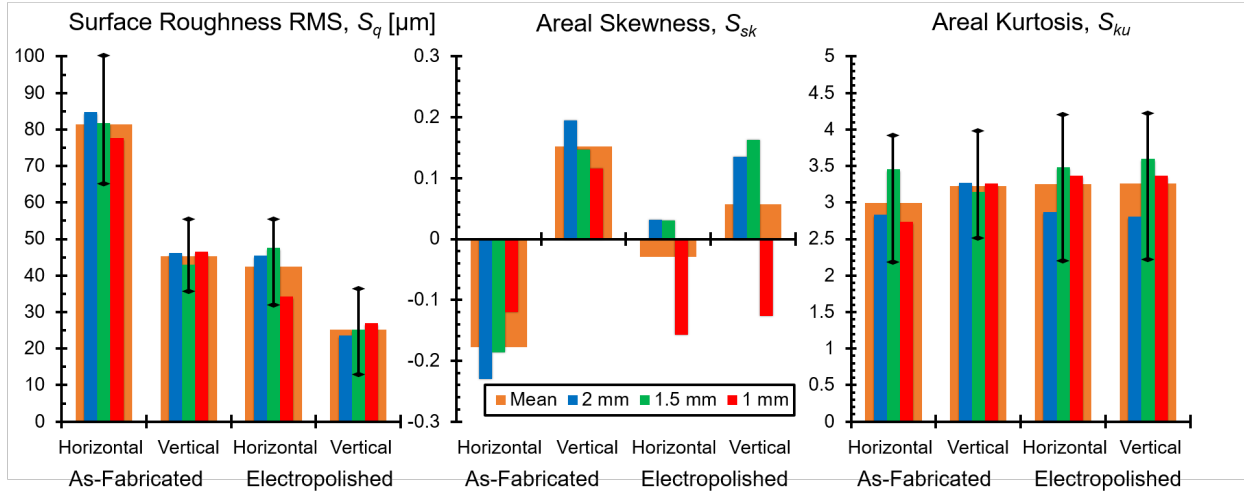 Surface Roughness RMS, Sq [µm]
100
90
80
70
60
50
40
30
20
10
0
Horizontal Vertical Horizontal Vertical
As-Fabricated Electropolished
Areal Skewness, Ssk
0.3
0.2
0.1
0
-0.1
-0.2
-0.3
Mean 2 mm 1.5 mm 1 mm
Horizontal Vertical Horizontal Vertical
As-Fabricated Electropolished
Areal Kurtosis, Sku
5
4.5
4
3.5
3
2.5
2
1.5
1
0.5
0
Horizontal Vertical Horizontal Vertical
As-Fabricated Electropolished